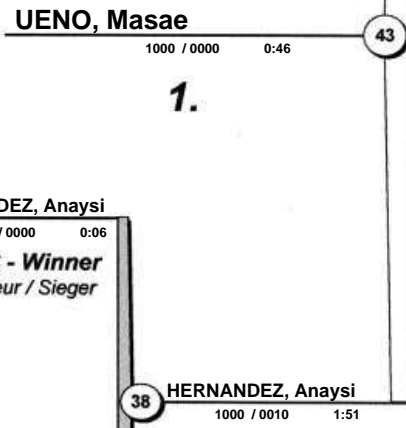 UENO, Masae
1000 / 0000 0:46
43
1.
DEZ, Anaysi
/ 0000 0:06
- Winner
eur / Sieger
38
HERNANDEZ, Anaysi
1000 / 0010 1:51